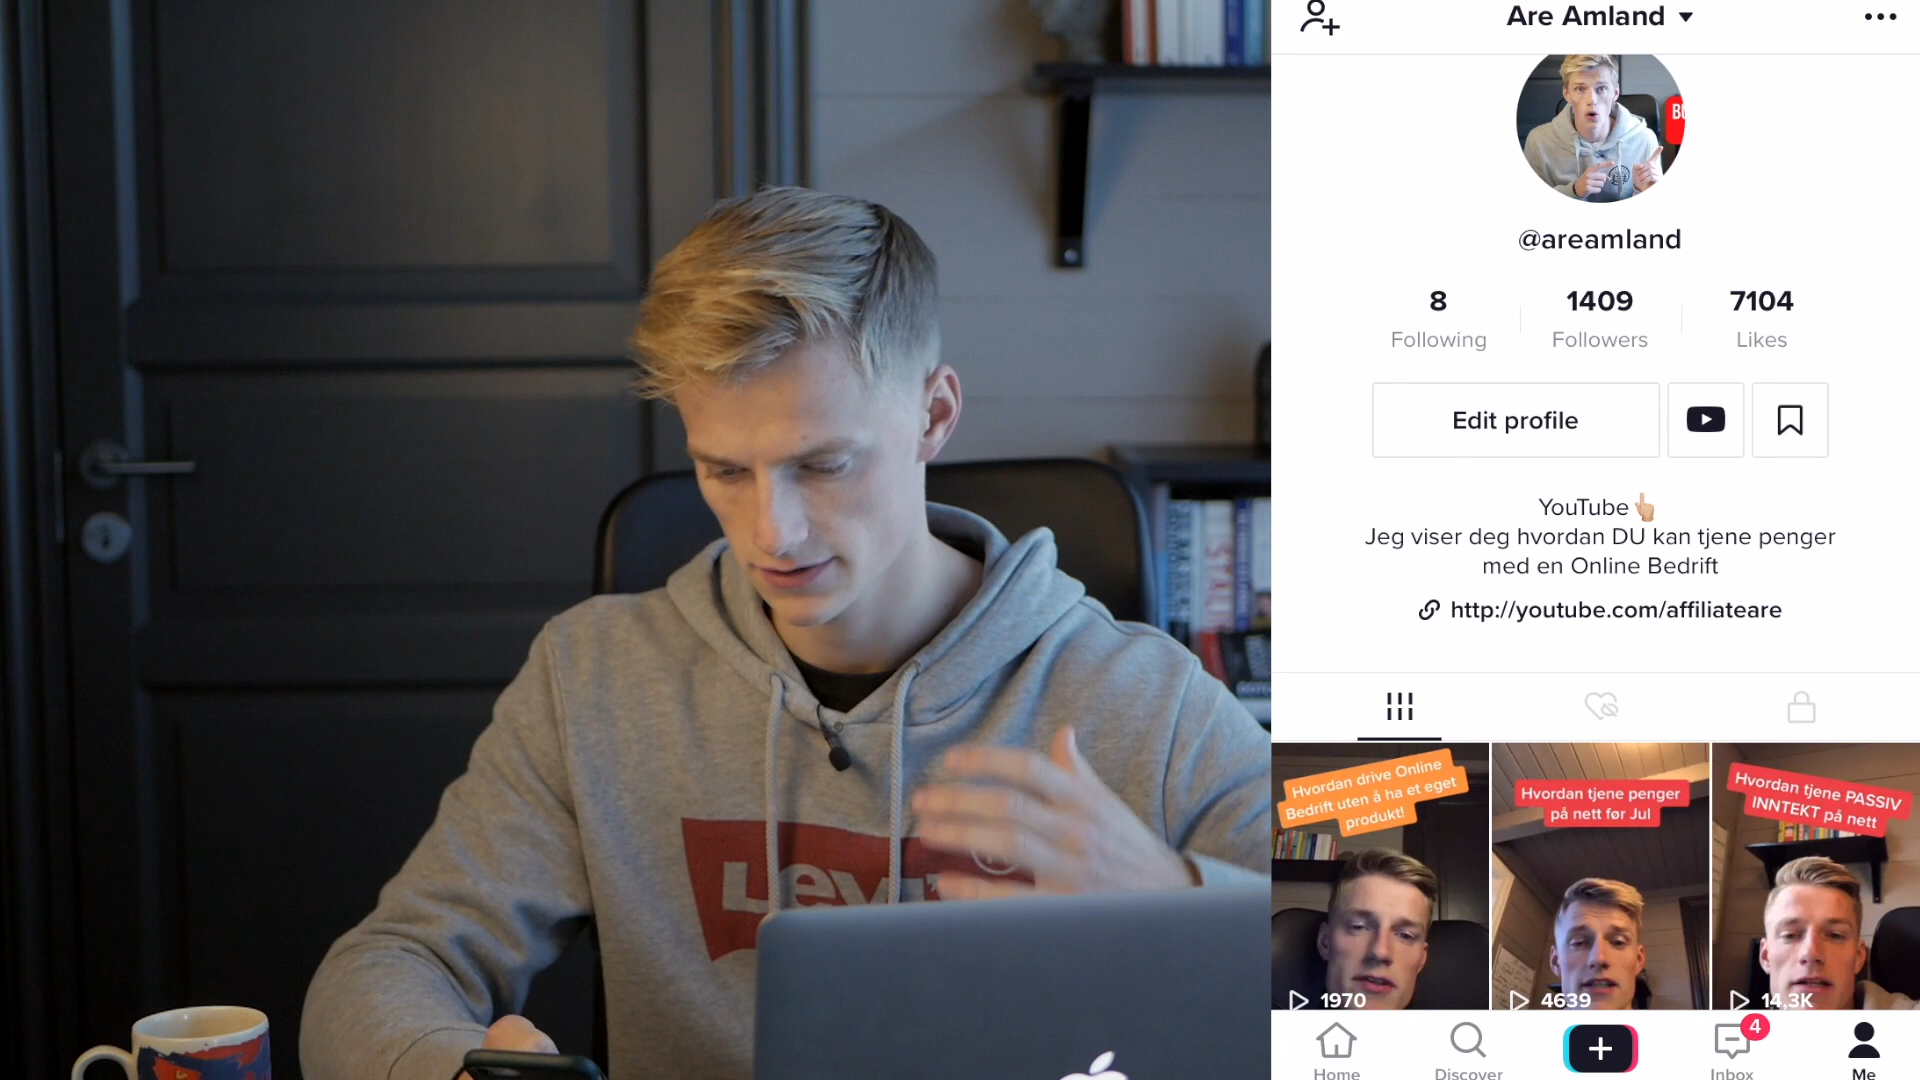 Are Amland
@areamland
8 1409 7104
Following Followers Likes
Edit profile
YouTube👆🏼
Jeg viser deg hvordan DU kan tjene penger
med en Online Bedrift
http://youtube.com/affiliateare
Hvordan drive Online
Bedrift uten å ha et eget
produkt!
1970
Hvordan tjene penger
på nett før Jul
4639
Hvordan tjene PASSIV
INNTEKT på nett
14,3K
4
Home Discover Inbox Me